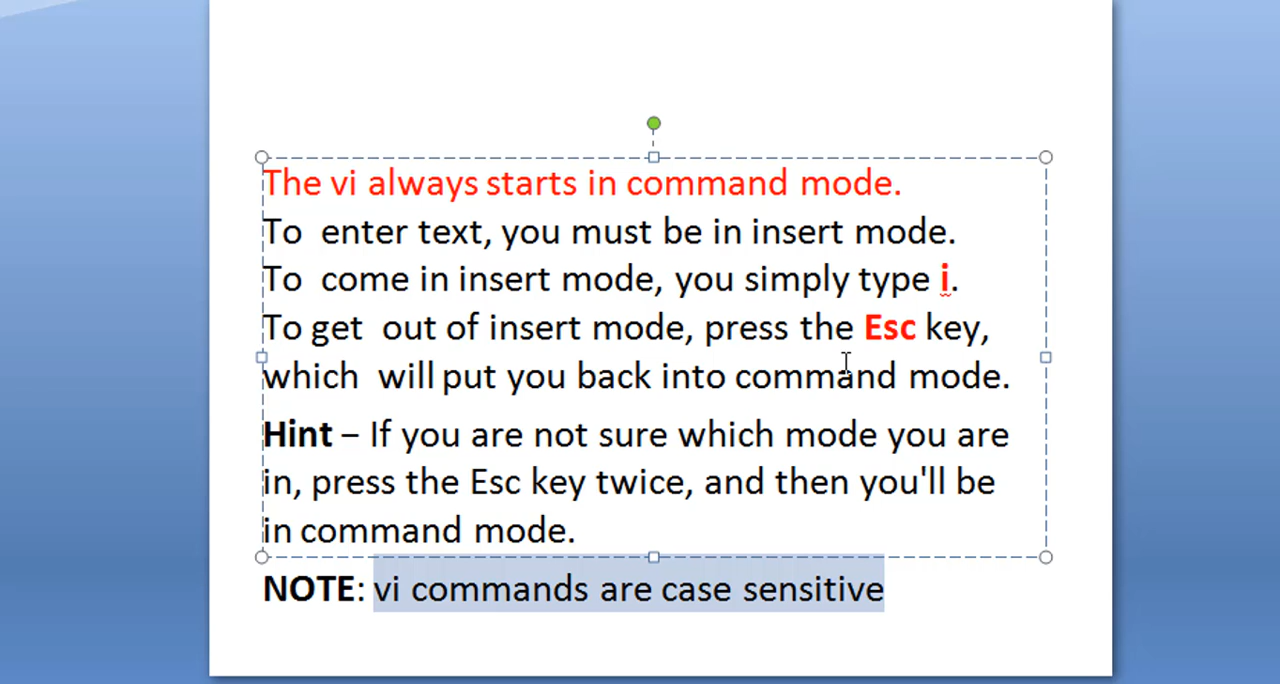 The vi always starts in command mode.
To enter text, you must be in insert mode.
To come in insert mode, you simply type i.
To get out of insert mode, press the Esc key,
which will put you back into command mode.
Hint – If you are not sure which mode you are
in, press the Esc key twice, and then you'll be
in command mode.
NOTE: vi commands are case sensitive